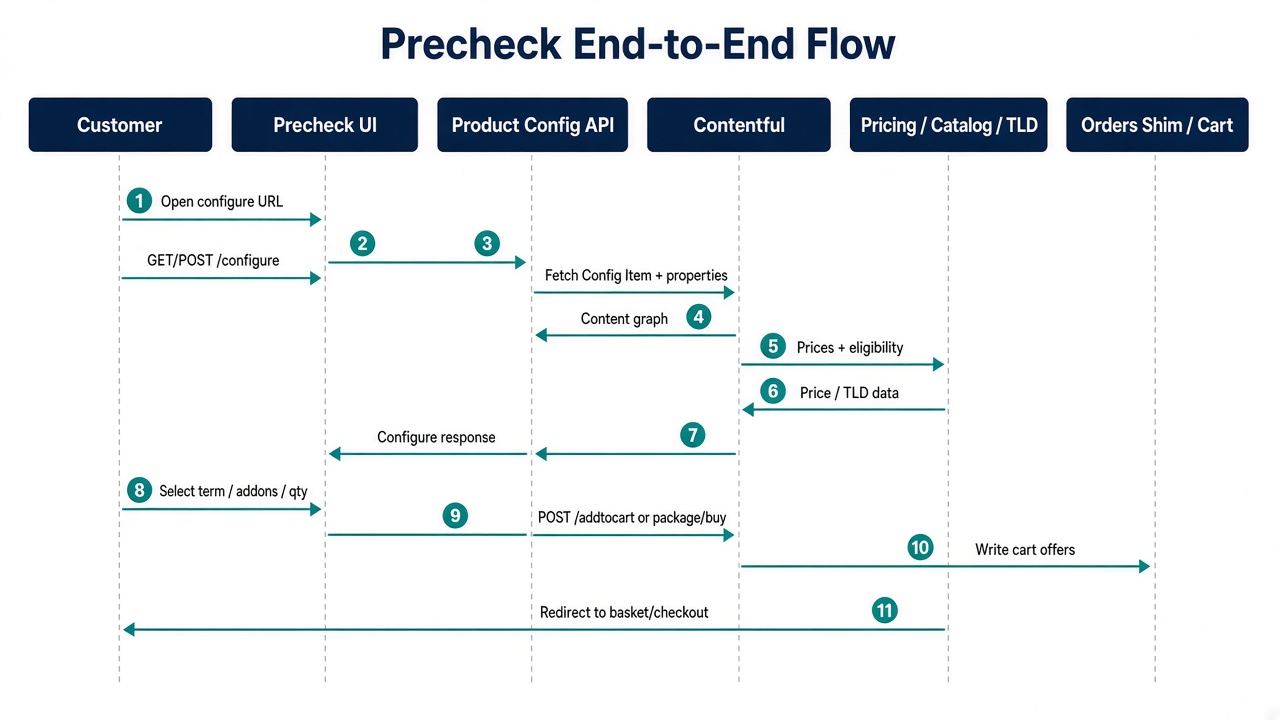 Precheck End-to-End Flow
Customer
Precheck UI
Product Config API
Contentful
Pricing / Catalog / TLD
Orders Shim / Cart
1 Open configure URL
2
3
GET/POST /configure
Fetch Config Item + properties
Content graph 4
5 Prices + eligibility
6 Price / TLD data
Configure response
7
8 Select term / addons / qty
9
POST /addtocart or package/buy
10 Write cart offers
Redirect to basket/checkout 11